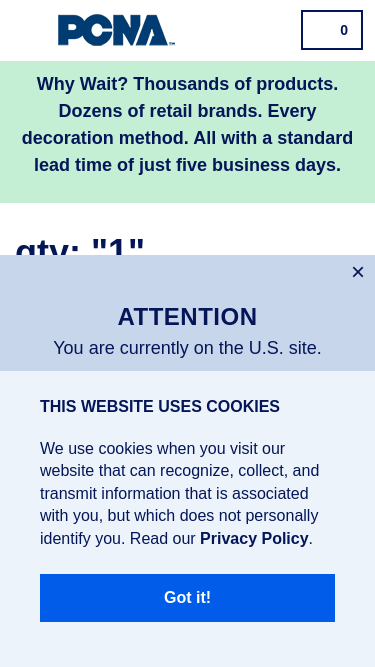 PCNA™
0
Why Wait? Thousands of products.
Dozens of retail brands. Every
decoration method. All with a standard
lead time of just five business days.
qty: "1"
×
ATTENTION
You are currently on the U.S. site.
THIS WEBSITE USES COOKIES
We use cookies when you visit our
website that can recognize, collect, and
transmit information that is associated
with you, but which does not personally
identify you. Read our Privacy Policy.
Got it!